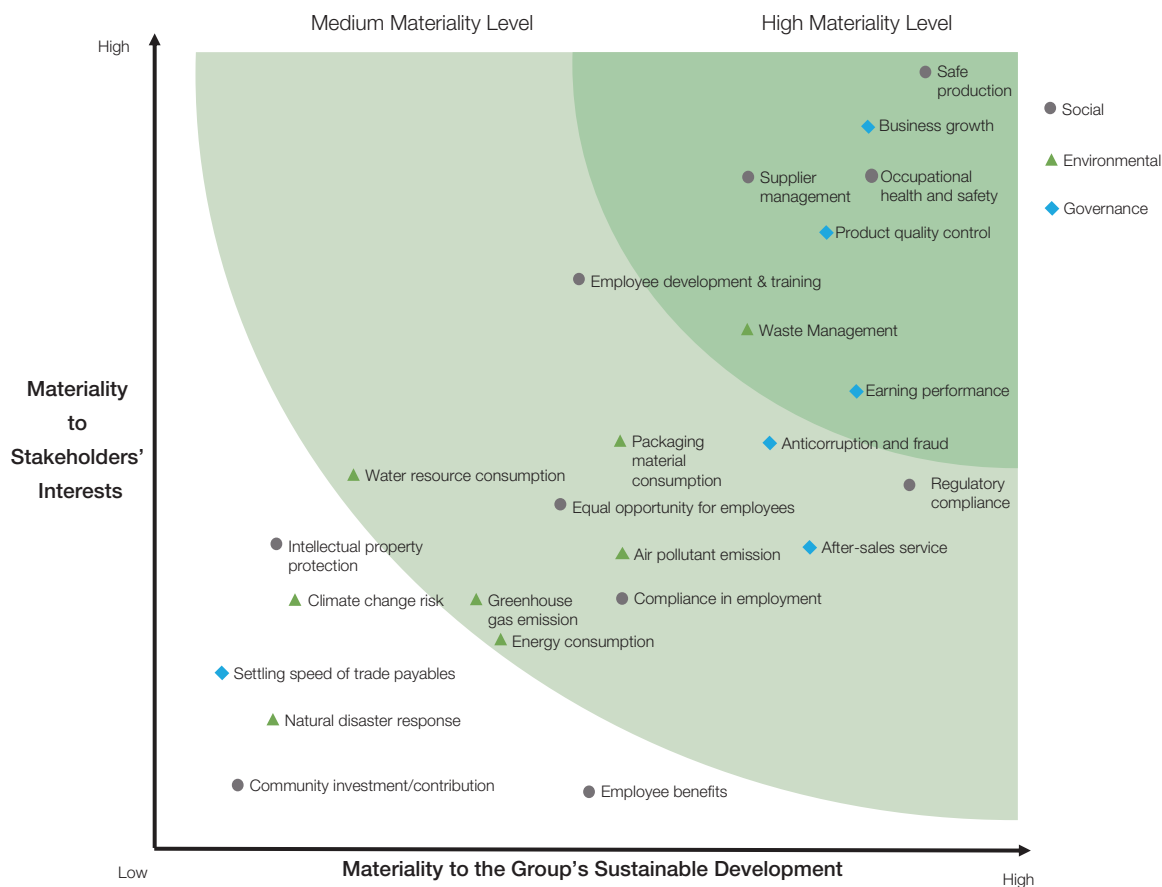 Medium Materiality Level
High Materiality Level
High
Safe
production
Social
Business growth
Environmental
Supplier
management
Occupational
health and safety
Governance
Product quality control
Employee development & training
Waste Management
Materiality
to
Stakeholders'
Interests
Earning performance
Packaging
material
consumption
Anticorruption and fraud
Water resource consumption
Regulatory
compliance
Equal opportunity for employees
Intellectual property
protection
Air pollutant emission
After-sales service
Climate change risk
Greenhouse
gas emission
Compliance in employment
Energy consumption
Settling speed of trade payables
Natural disaster response
Community investment/contribution
Employee benefits
Low
Materiality to the Group's Sustainable Development
High